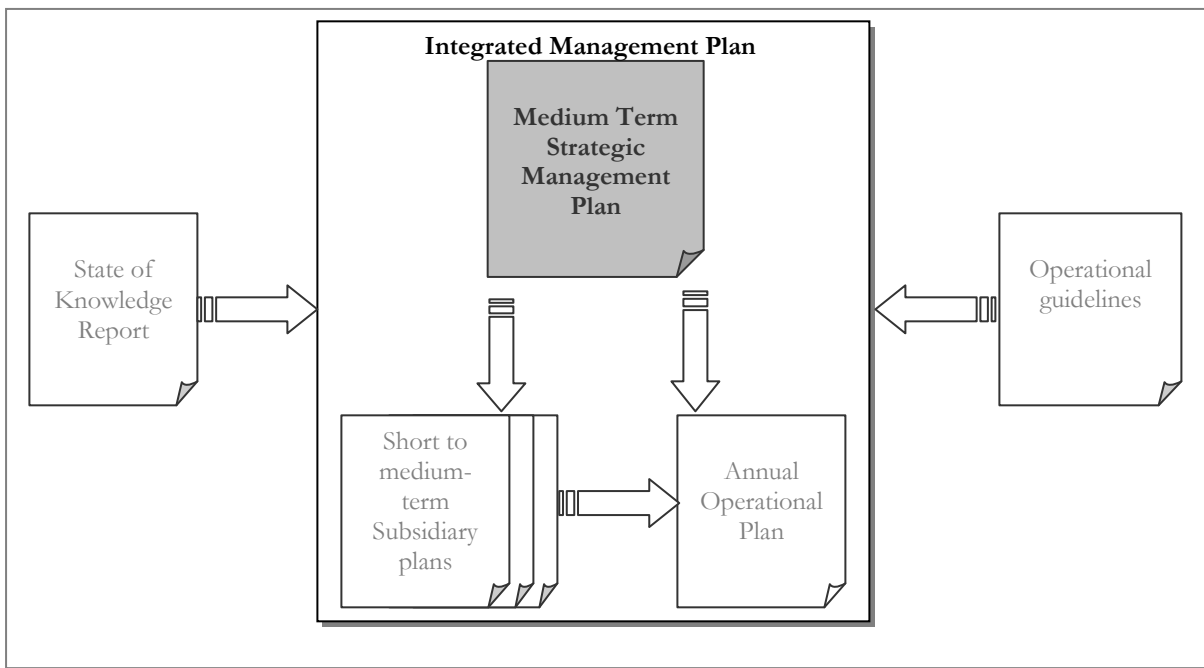 Integrated Management Plan
Medium Term
Strategic
Management
Plan
State of
Knowledge
Report
Operational
guidelines
Short to
medium-
term
Subsidiary
plans
Annual
Operational
Plan